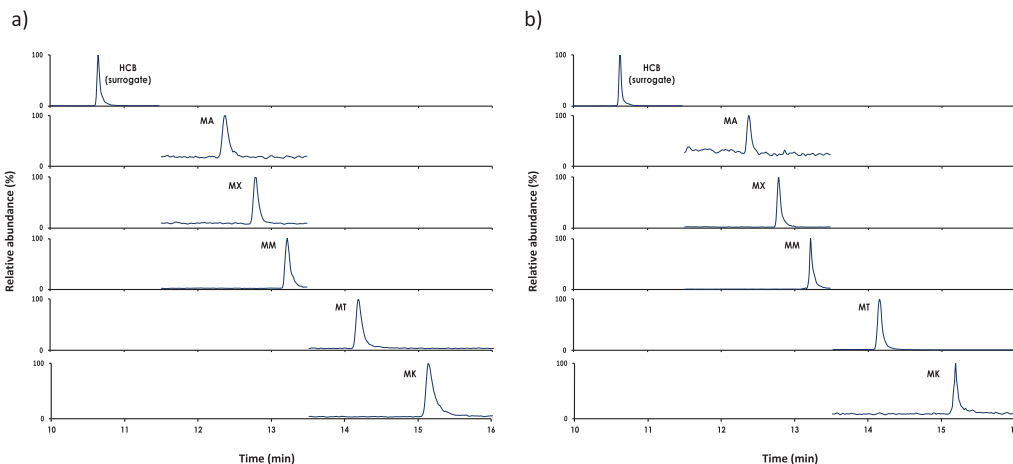 a)
Relative abundance (%)
100
0
HCB
(surrogate)
100
0
MA
100
0
MX
100
0
MM
100
0
MT
100
0
MK
10 11 12 13 14 15 16
Time (min)
b)
Relative abundance (%)
100
0
HCB
(surrogate)
100
0
MA
100
0
MX
100
0
MM
100
0
MT
100
0
MK
10 11 12 13 14 15
Time (min)